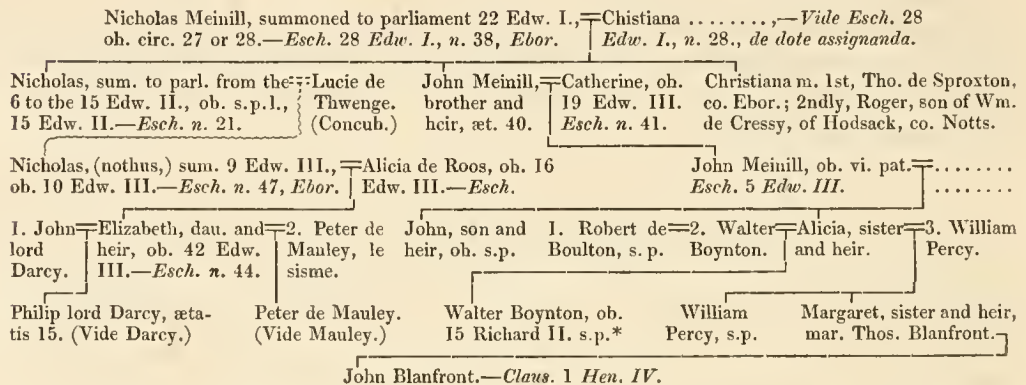 Nicholas Meinill, summoned to parliament 22 Edw. I., Chistiana ........,—Vide Esch. 28
ob. circ. 27 or 28.—Esch. 28 Edw. I., n. 38, Ebor. Edw. I., n. 28., de dote assignanda.
Nicholas, sum. to parl. from the Lucie de John Meinill, Catherine, ob. Christiana m. 1st, Tho. de Sproxton,
6 to the 15 Edw. II., ob. s.p.l., Thwenge. brother and 19 Edw. III. co. Ebor.; 2ndly, Roger, son of Wm.
15 Edw. II.—Esch. n. 21. (Concub.) heir, æt. 40. Esch. n. 41. de Cressy, of Hodsack, co. Notts.
Nicholas, (nothus,) sum. 9 Edw. III., Alicia de Roos, ob. 16 John Meinill, ob. vi. pat. ........
ob. 10 Edw. III.—Esch. n. 47, Ebor. Edw. III.—Esch. Esch. 5 Edw. III. ........
1. John Elizabeth, dau. and 2. Peter de John, son and 1. Robert de 2. Walter Alicia, sister 3. William
lord heir, ob. 42 Edw. Mauley, le heir, ob. s.p. Boulton, s.p. Boynton. and heir. Percy.
Darcy. III.—Esch. n. 44. sisme.
Philip lord Darcy, æta- Peter de Mauley. Walter Boynton, ob. William Margaret, sister and heir,
tis 15. (Vide Darcy.) (Vide Mauley.) 15 Richard II. s.p.* Percy, s.p. mar. Thos. Blanfront.
John Blanfront.—Claus. 1 Hen. IV.